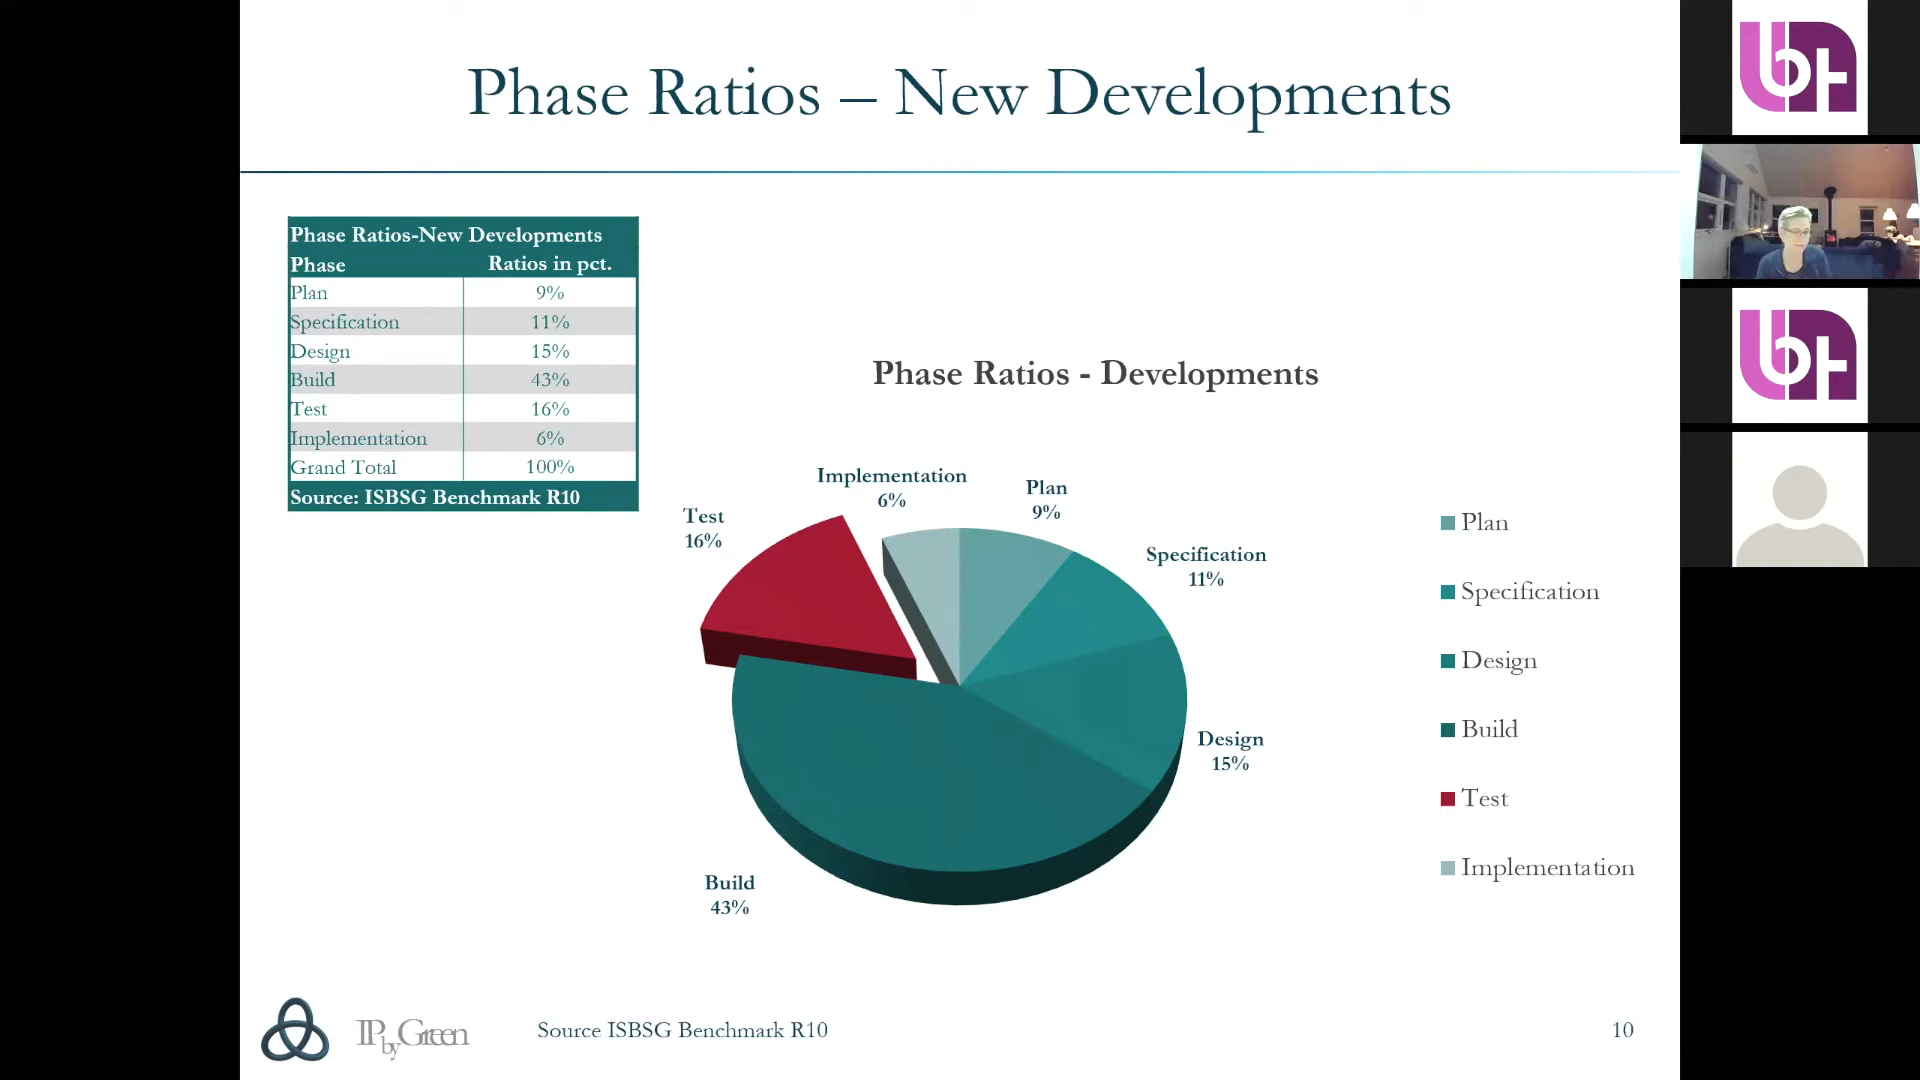 Phase Ratios – New Developments
Phase Ratios-New Developments
Phase Ratios in pct.
Plan 9%
Specification 11%
Design 15%
Build 43%
Test 16%
Implementation 6%
Grand Total 100%
Source: ISBSG Benchmark R10
Phase Ratios - Developments
Implementation
6%
Plan
9%
Test
16%
Specification
11%
Design
15%
Build
43%
Plan
Specification
Design
Build
Test
Implementation
IPbyGreen
Source ISBSG Benchmark R10
10